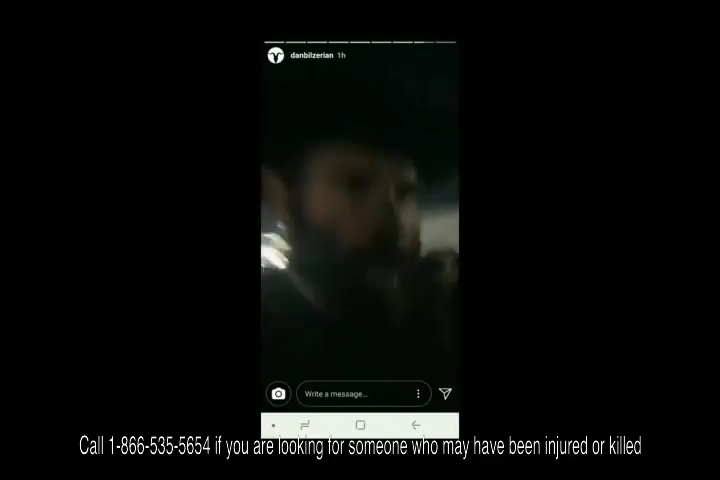 danbilzerian 1h
Write a message...
Call 1-866-535-5654 if you are looking for someone who may have been injured or killed